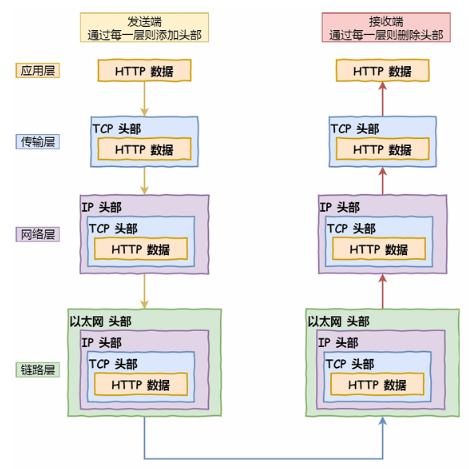 发送端
通过每一层则添加头部
接收端
通过每一层则删除头部
应用层
HTTP 数据
HTTP 数据
传输层
TCP 头部
HTTP 数据
TCP 头部
HTTP 数据
网络层
IP 头部
TCP 头部
HTTP 数据
IP 头部
TCP 头部
HTTP 数据
链路层
以太网 头部
IP 头部
TCP 头部
HTTP 数据
以太网 头部
IP 头部
TCP 头部
HTTP 数据